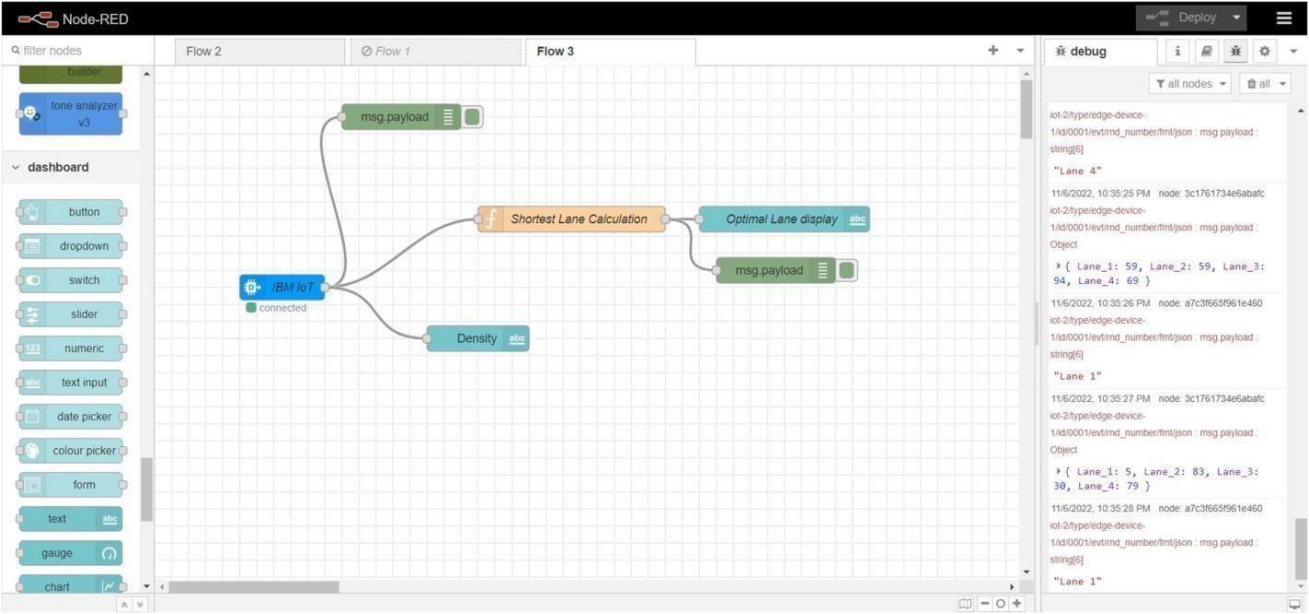 Node-RED
Deploy
filter nodes
Flow 2
Flow 1
Flow 3
debug
i
all nodes
all
builder
tone analyzer
v3
dashboard
button
dropdown
switch
slider
123
numeric
abc
text input
date picker
colour picker
form
text
abc
gauge
chart
msg.payload
f
Shortest Lane Calculation
Optimal Lane display
abc
msg.payload
IBM IoT
connected
Density
abc
iot-2/type/edge-device-
1/id/0001/evt/rnd_number/fmt/json : msg.payload :
string[6]
"Lane 4"
11/6/2022, 10:35:25 PM node: 3c1761734e6abafc
iot-2/type/edge-device-
1/id/0001/evt/rnd_number/fmt/json : msg.payload :
Object
{ Lane_1: 59, Lane_2: 59, Lane_3:
94, Lane_4: 69 }
11/6/2022, 10:35:26 PM node: a7c3f665f961e460
iot-2/type/edge-device-
1/id/0001/evt/rnd_number/fmt/json : msg.payload :
string[6]
"Lane 1"
11/6/2022, 10:35:27 PM node: 3c1761734e6abafc
iot-2/type/edge-device-
1/id/0001/evt/rnd_number/fmt/json : msg.payload :
Object
{ Lane_1: 5, Lane_2: 83, Lane_3:
30, Lane_4: 79 }
11/6/2022, 10:35:28 PM node: a7c3f665f961e460
iot-2/type/edge-device-
1/id/0001/evt/rnd_number/fmt/json : msg.payload :
string[6]
"Lane 1"